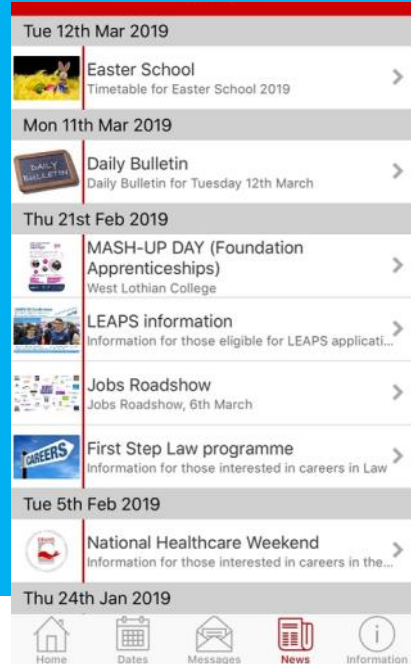 Tue 12th Mar 2019
Easter School
Timetable for Easter School 2019
Mon 11th Mar 2019
DAILY
BULLETIN
Daily Bulletin
Daily Bulletin for Tuesday 12th March
Thu 21st Feb 2019
MASH-UP DAY (Foundation
Apprenticeships)
West Lothian College
LEAPS information
Information for those eligible for LEAPS applicati...
Jobs Roadshow
Jobs Roadshow, 6th March
CAREERS
First Step Law programme
Information for those interested in careers in Law
Tue 5th Feb 2019
National Healthcare Weekend
Information for those interested in careers in the...
Thu 24th Jan 2019
Home Dates Messages News Information